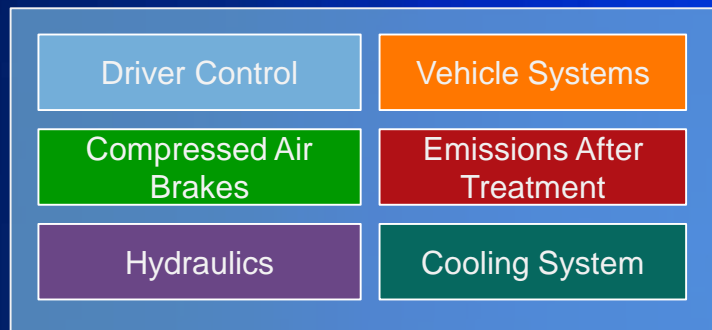 Driver Control
Vehicle Systems
Compressed Air
Brakes
Emissions After
Treatment
Hydraulics
Cooling System